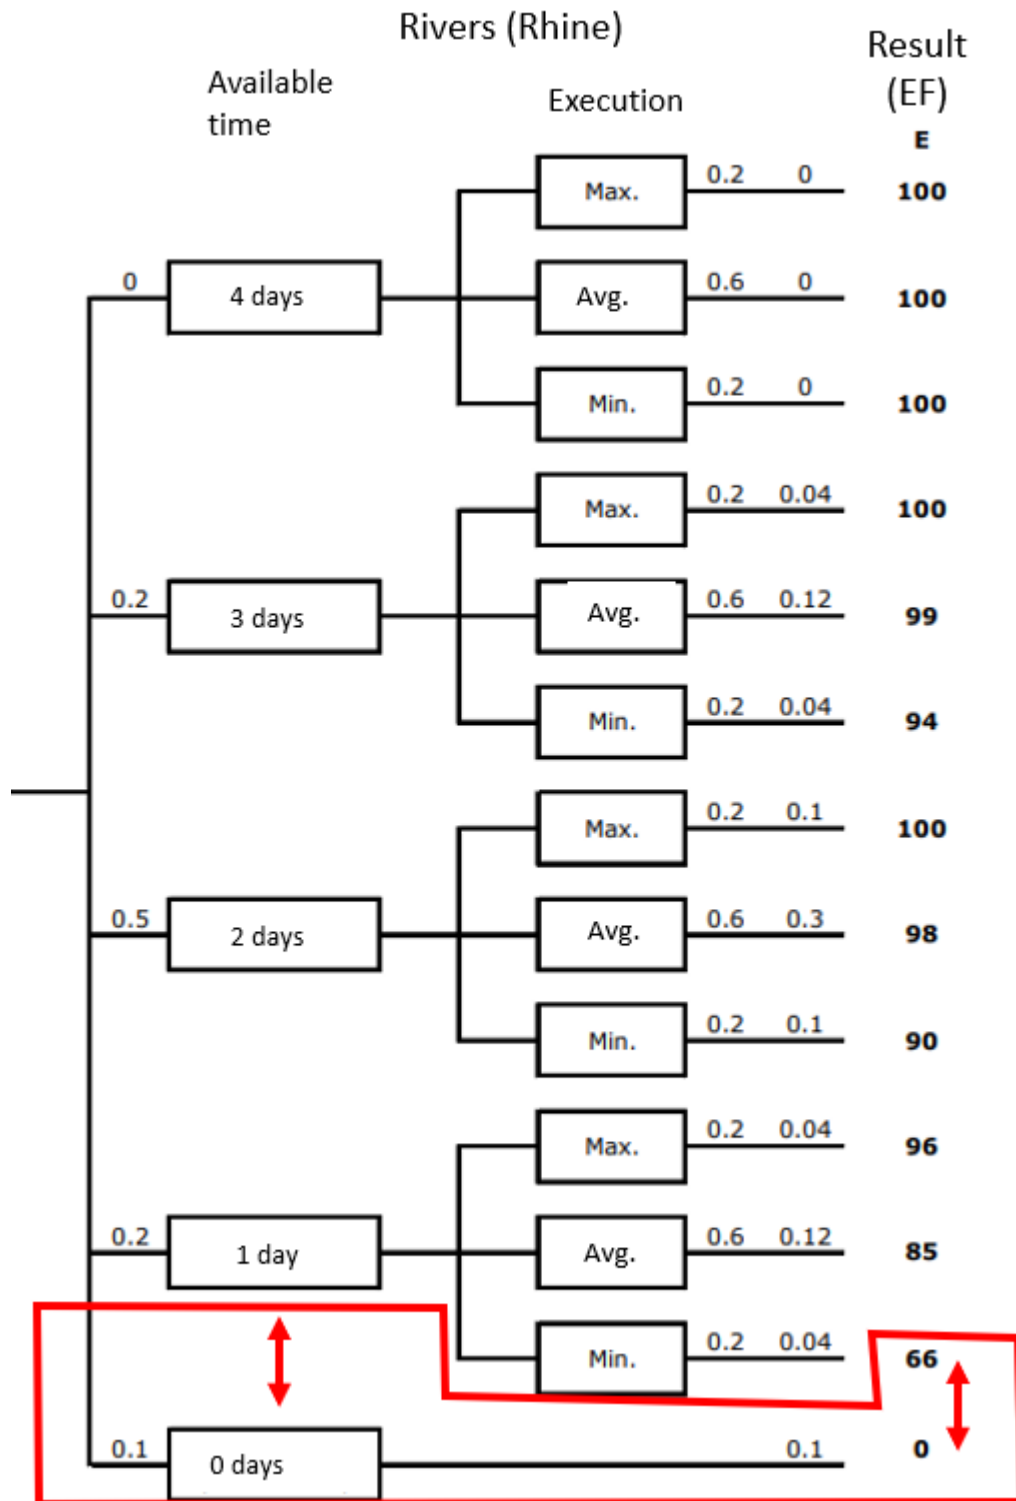 Rivers (Rhine)
Result
(EF)
Available
time
Execution
E
Max. 0.2 0 100
0 4 days Avg. 0.6 0 100
Min. 0.2 0 100
Max. 0.2 0.04 100
0.2 3 days Avg. 0.6 0.12 99
Min. 0.2 0.04 94
Max. 0.2 0.1 100
0.5 2 days Avg. 0.6 0.3 98
Min. 0.2 0.1 90
Max. 0.2 0.04 96
0.2 1 day Avg. 0.6 0.12 85
Min. 0.2 0.04 66
0.1 0 days 0.1 0